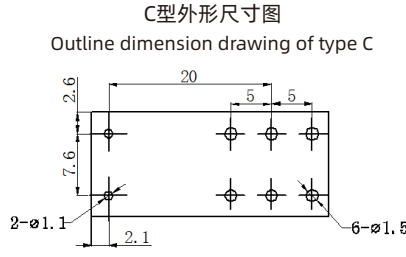 C型外形尺寸图
Outline dimension drawing of type C
20
2.6
5
5
7.6
2-ø1.1
2.1
6-ø1.5